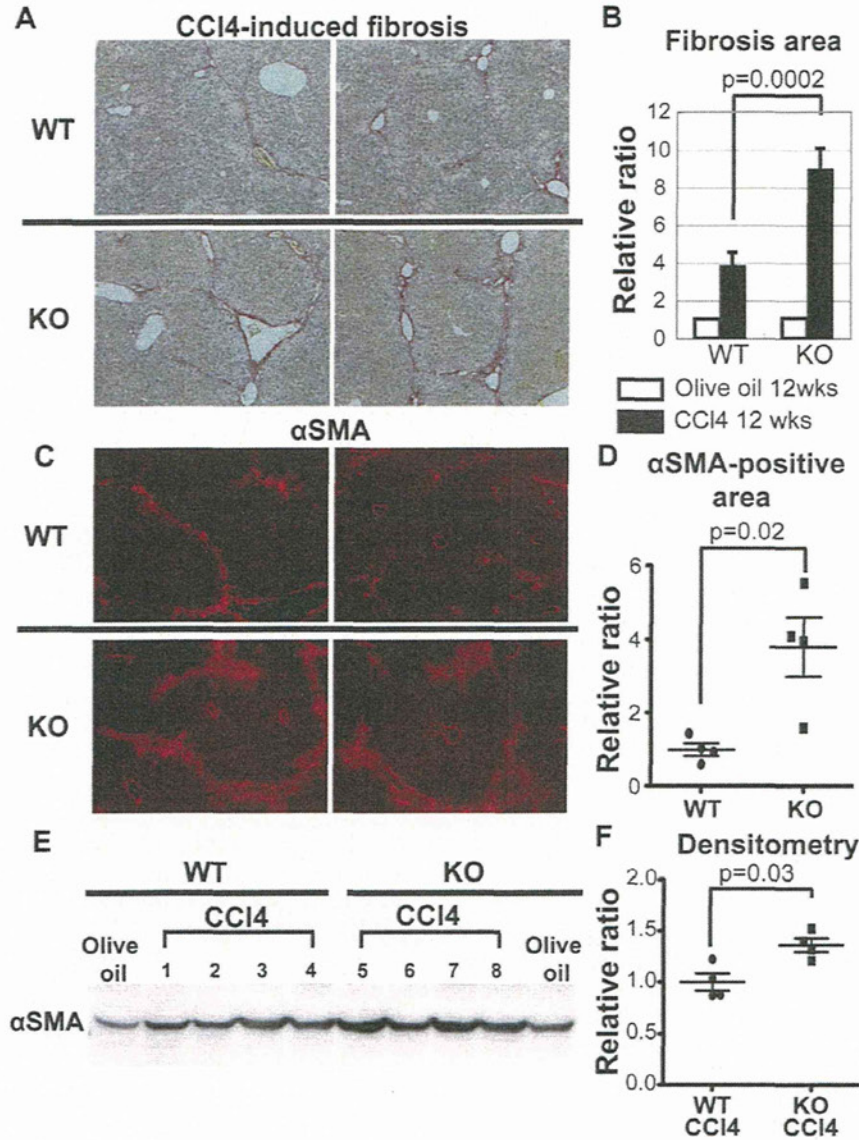 A
CCl4-induced fibrosis
WT
KO
B
Fibrosis area
p=0.0002
Relative ratio
12
10
8
6
4
2
0
WT KO
Olive oil 12wks
CCl4 12 wks
αSMA
C
WT
KO
D
αSMA-positive
area
p=0.02
Relative ratio
6
4
2
0
WT KO
E
WT KO
CCl4 CCl4
Olive
oil
1 2 3 4 5 6 7 8
Olive
oil
αSMA
F
Densitometry
p=0.03
Relative ratio
2.0
1.5
1.0
0.5
0.0
WT
CCl4
KO
CCl4